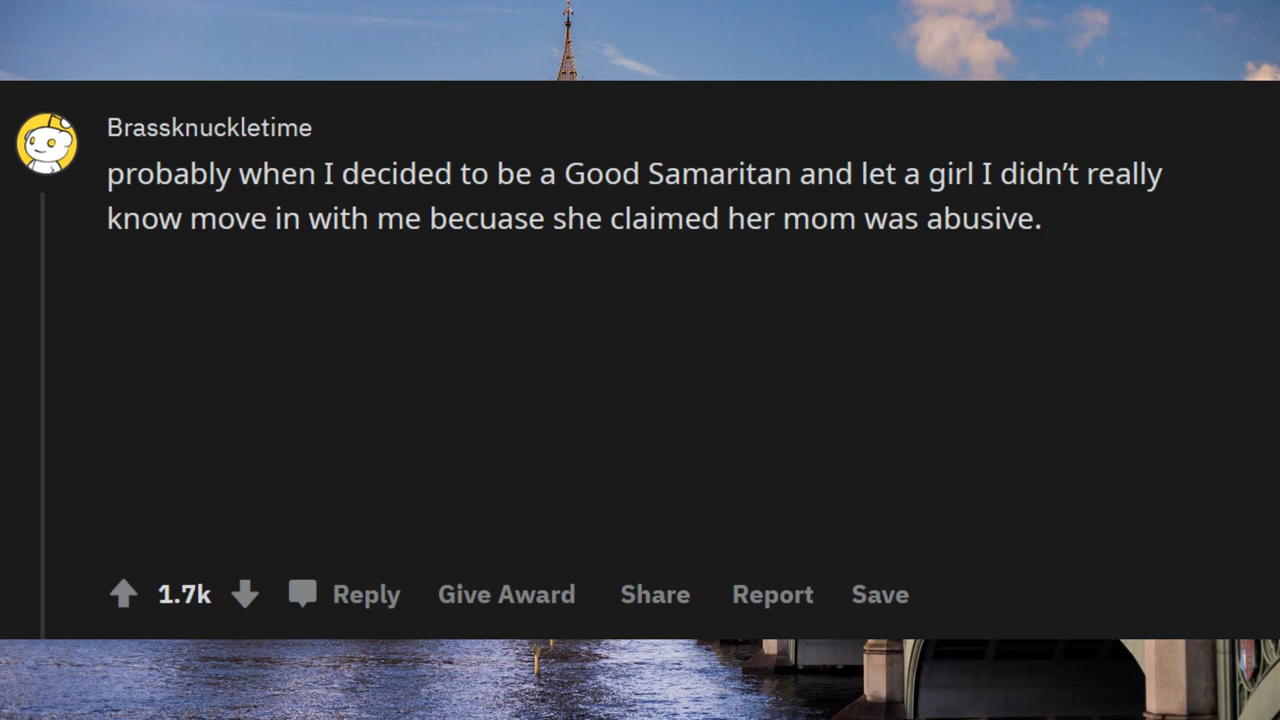 Brassknuckletime
probably when I decided to be a Good Samaritan and let a girl I didn’t really
know move in with me becuase she claimed her mom was abusive.
1.7k Reply Give Award Share Report Save